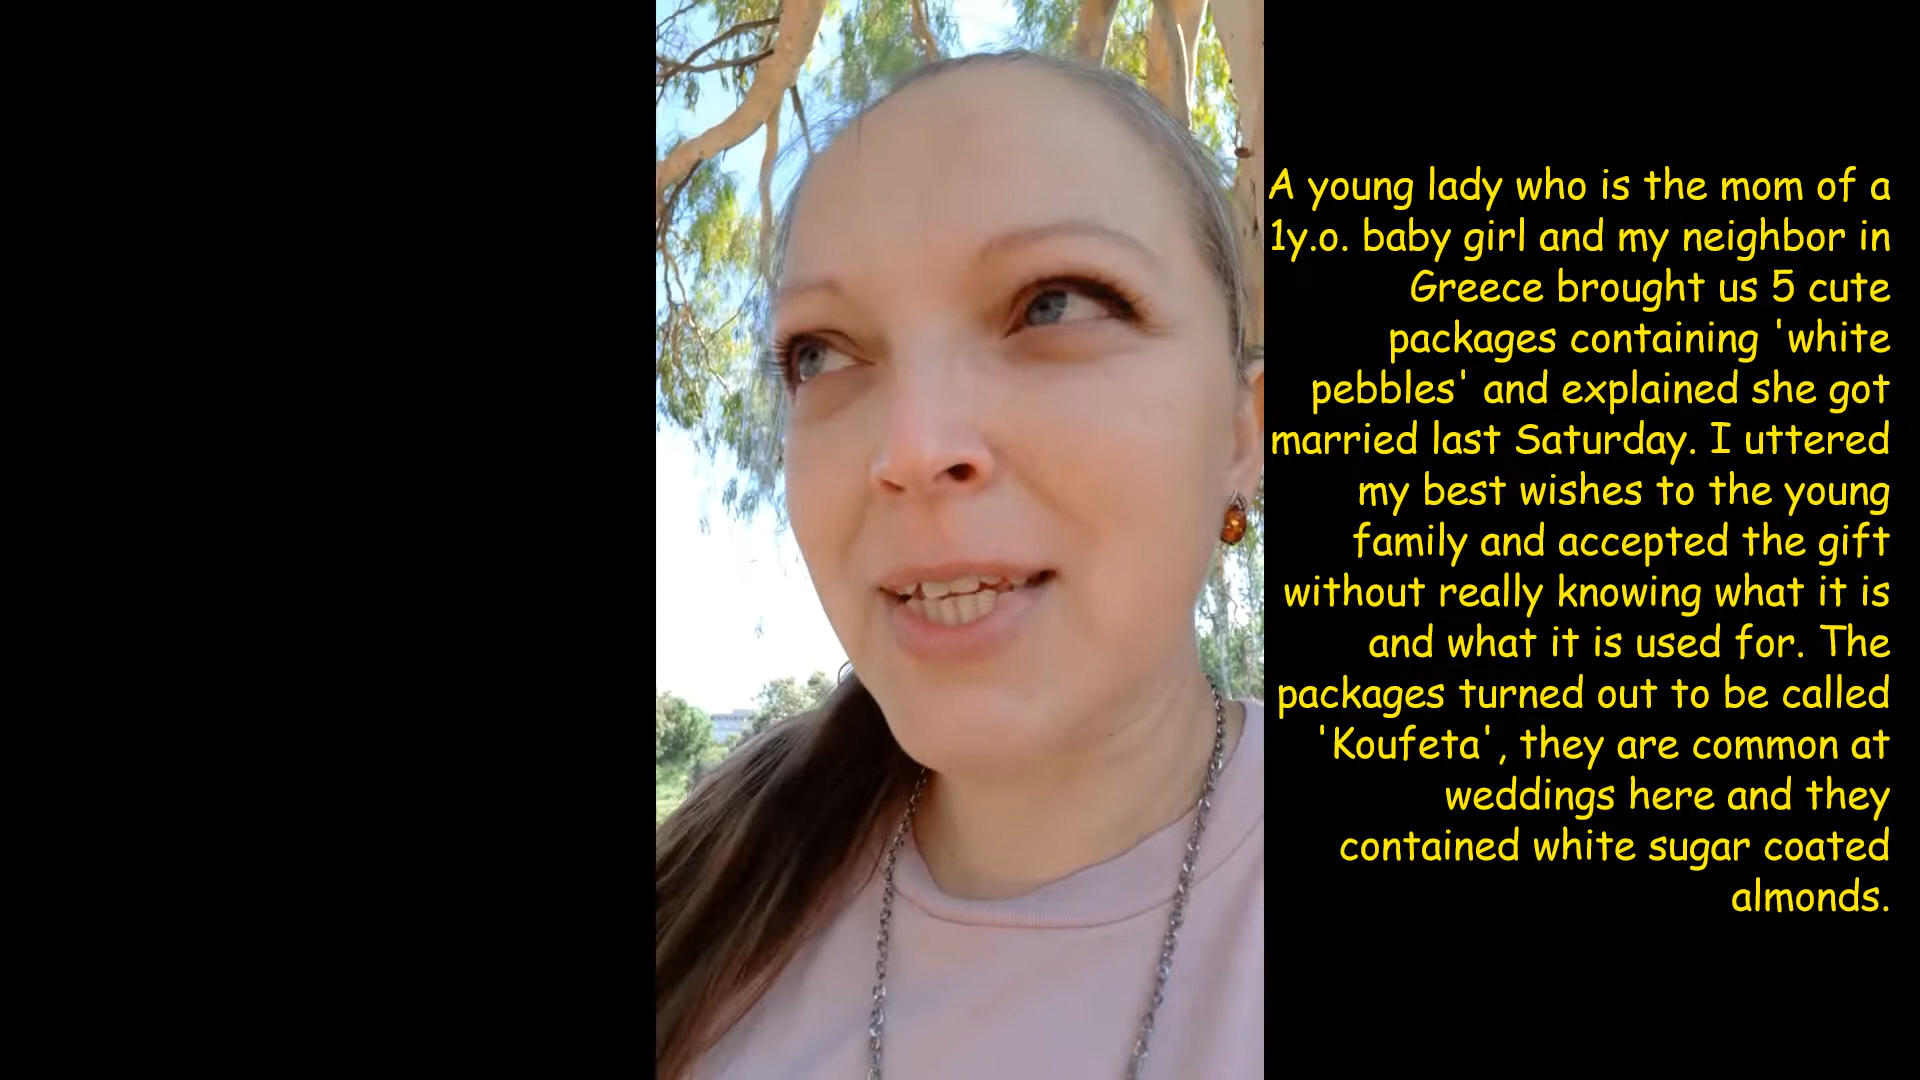 A young lady who is the mom of a
1y.o. baby girl and my neighbor in
Greece brought us 5 cute
packages containing 'white
pebbles' and explained she got
married last Saturday. I uttered
my best wishes to the young
family and accepted the gift
without really knowing what it is
and what it is used for. The
packages turned out to be called
'Koufeta', they are common at
weddings here and they
contained white sugar coated
almonds.